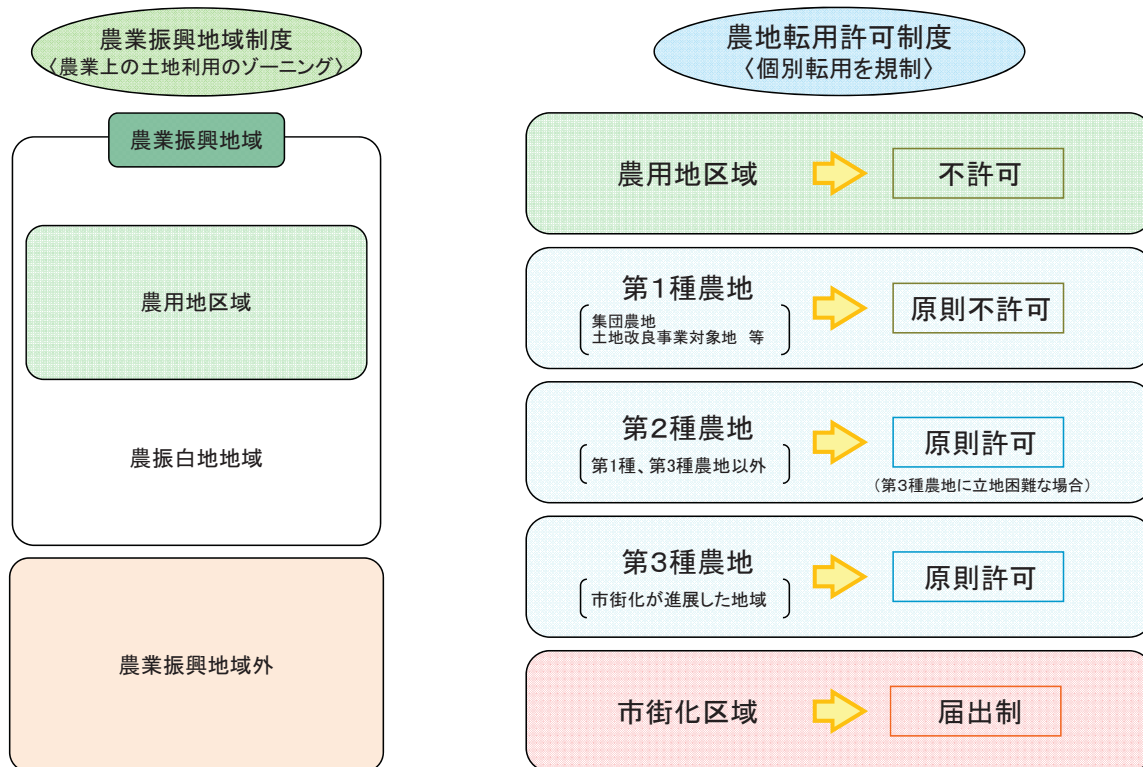 農業振興地域制度
〈農業上の土地利用のゾーニング〉
農業振興地域
農用地区域
農振白地地域
農業振興地域外
農地転用許可制度
〈個別転用を規制〉
農用地区域
不許可
第1種農地
集団農地
土地改良事業対象地 等
原則不許可
第2種農地
第1種、第3種農地以外
原則許可
(第3種農地に立地困難な場合)
第3種農地
市街化が進展した地域
原則許可
市街化区域
届出制